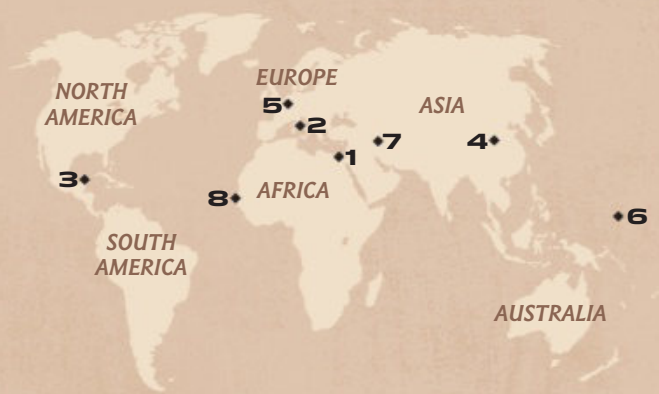 EUROPE
NORTH
AMERICA
ASIA
5
2
7
4
1
3
8
AFRICA
6
SOUTH
AMERICA
AUSTRALIA